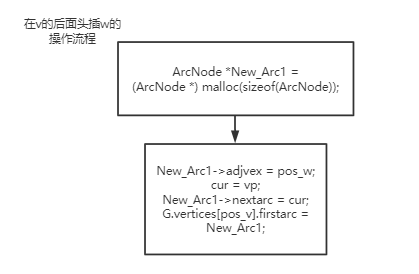 在v的后面头插w的
操作流程
ArcNode *New_Arc1 =
(ArcNode *) malloc(sizeof(ArcNode));
New_Arc1->adjvex = pos_w;
cur = vp;
New_Arc1->nextarc = cur;
G.vertices[pos_v].firstarc =
New_Arc1;